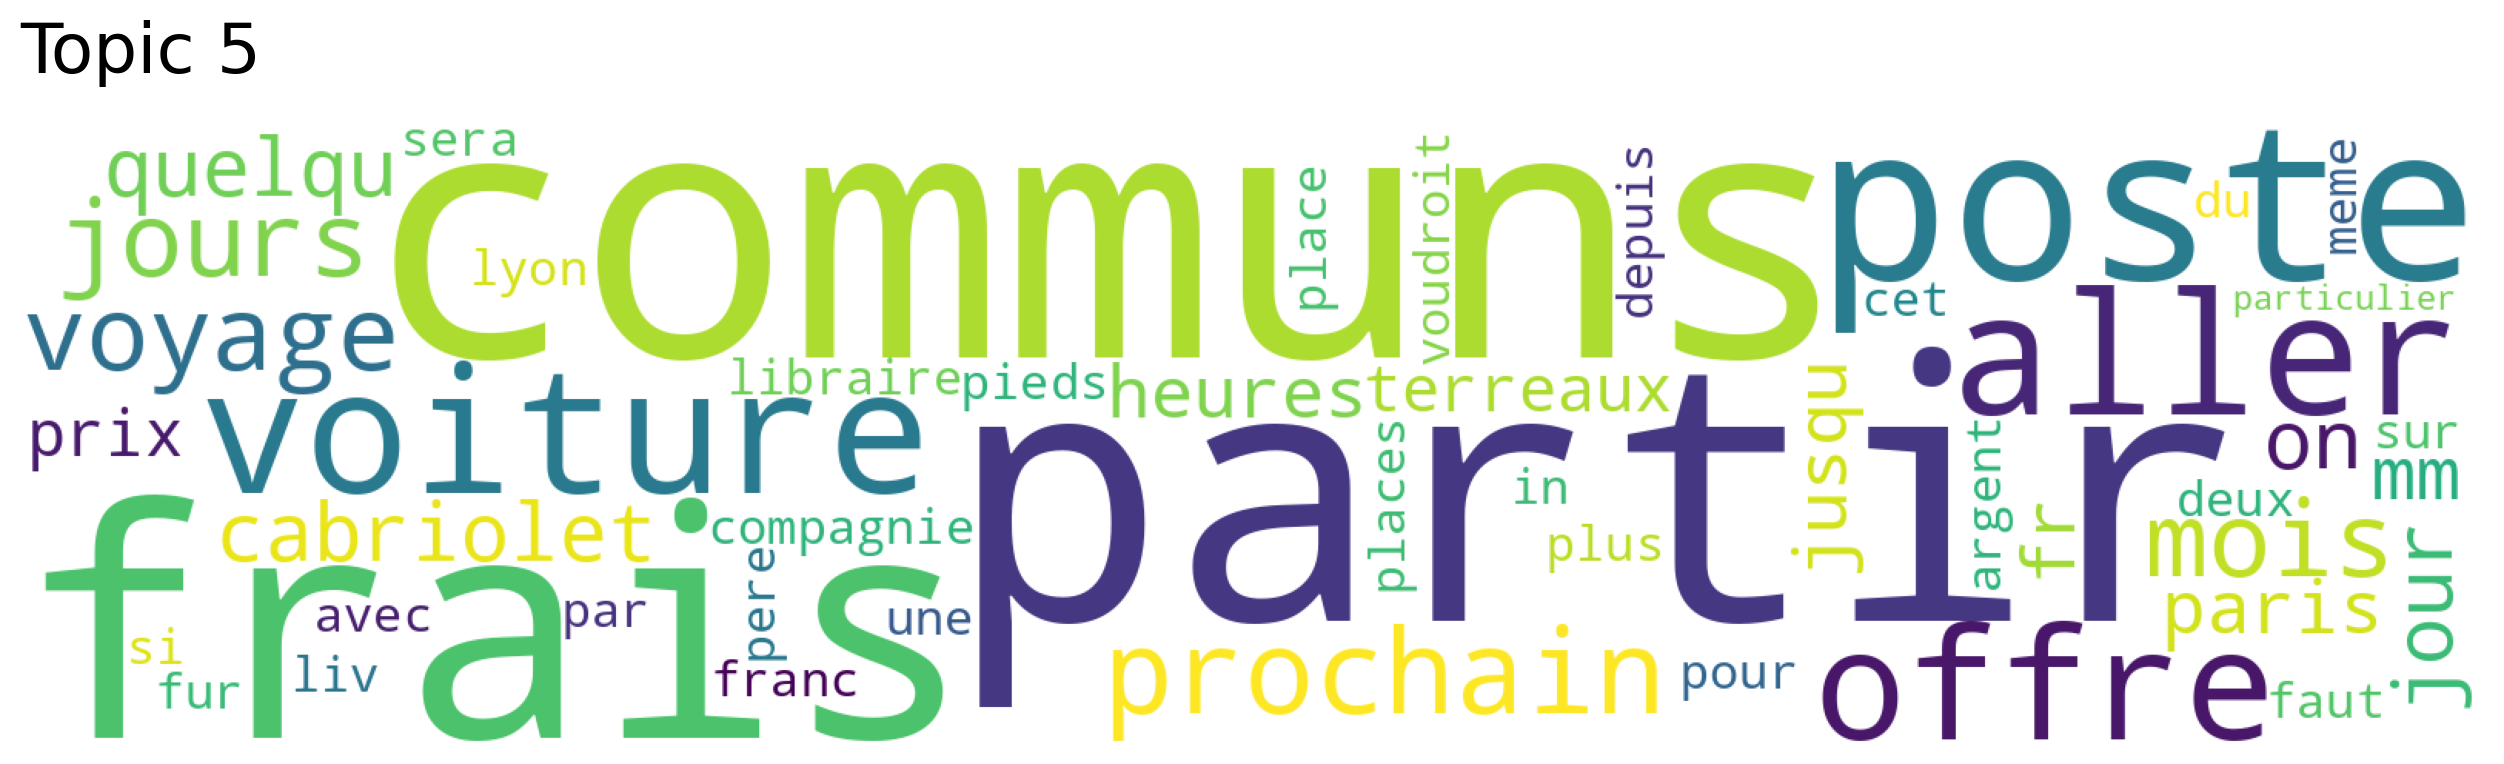 Topic 5
sera
quelqu
communs
poste
jours
lyon
place
voudroit
depuis
du
meme
cet
particulier
voyage
aller
libraire
pieds
heures
terreaux
jusqu
prix
voiture
partir
on
sur
mm
places
in
argent
deux
cabriolet
compagnie
plus
fr
mois
frais
pere
avec
par
une
paris
jour
si
liv
fur
franc
prochain
pour
offre
faut